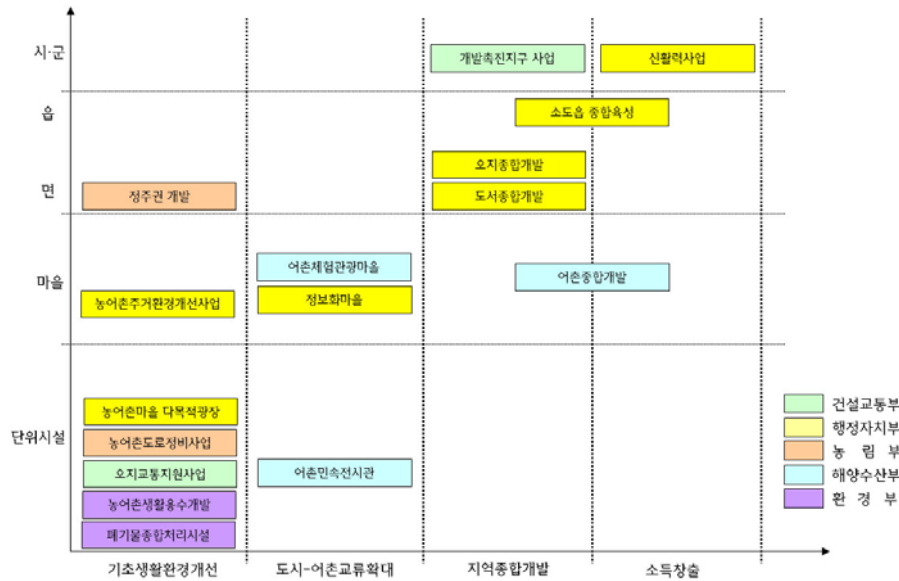 시·군
개발촉진지구 사업
신활력사업
읍
소도읍 종합육성
오지종합개발
면
정주권 개발
도서종합개발
어촌체험관광마을
마을
어촌종합개발
농어촌주거환경개선사업
정보화마을
농어촌마을 다목적광장
단위시설
농어촌도로정비사업
오지교통지원사업
어촌민속전시관
농어촌생활용수개발
폐기물종합처리시설
건설교통부
행정자치부
농 림 부
해양수산부
환 경 부
기초생활환경개선
도시-어촌교류확대
지역종합개발
소득창출